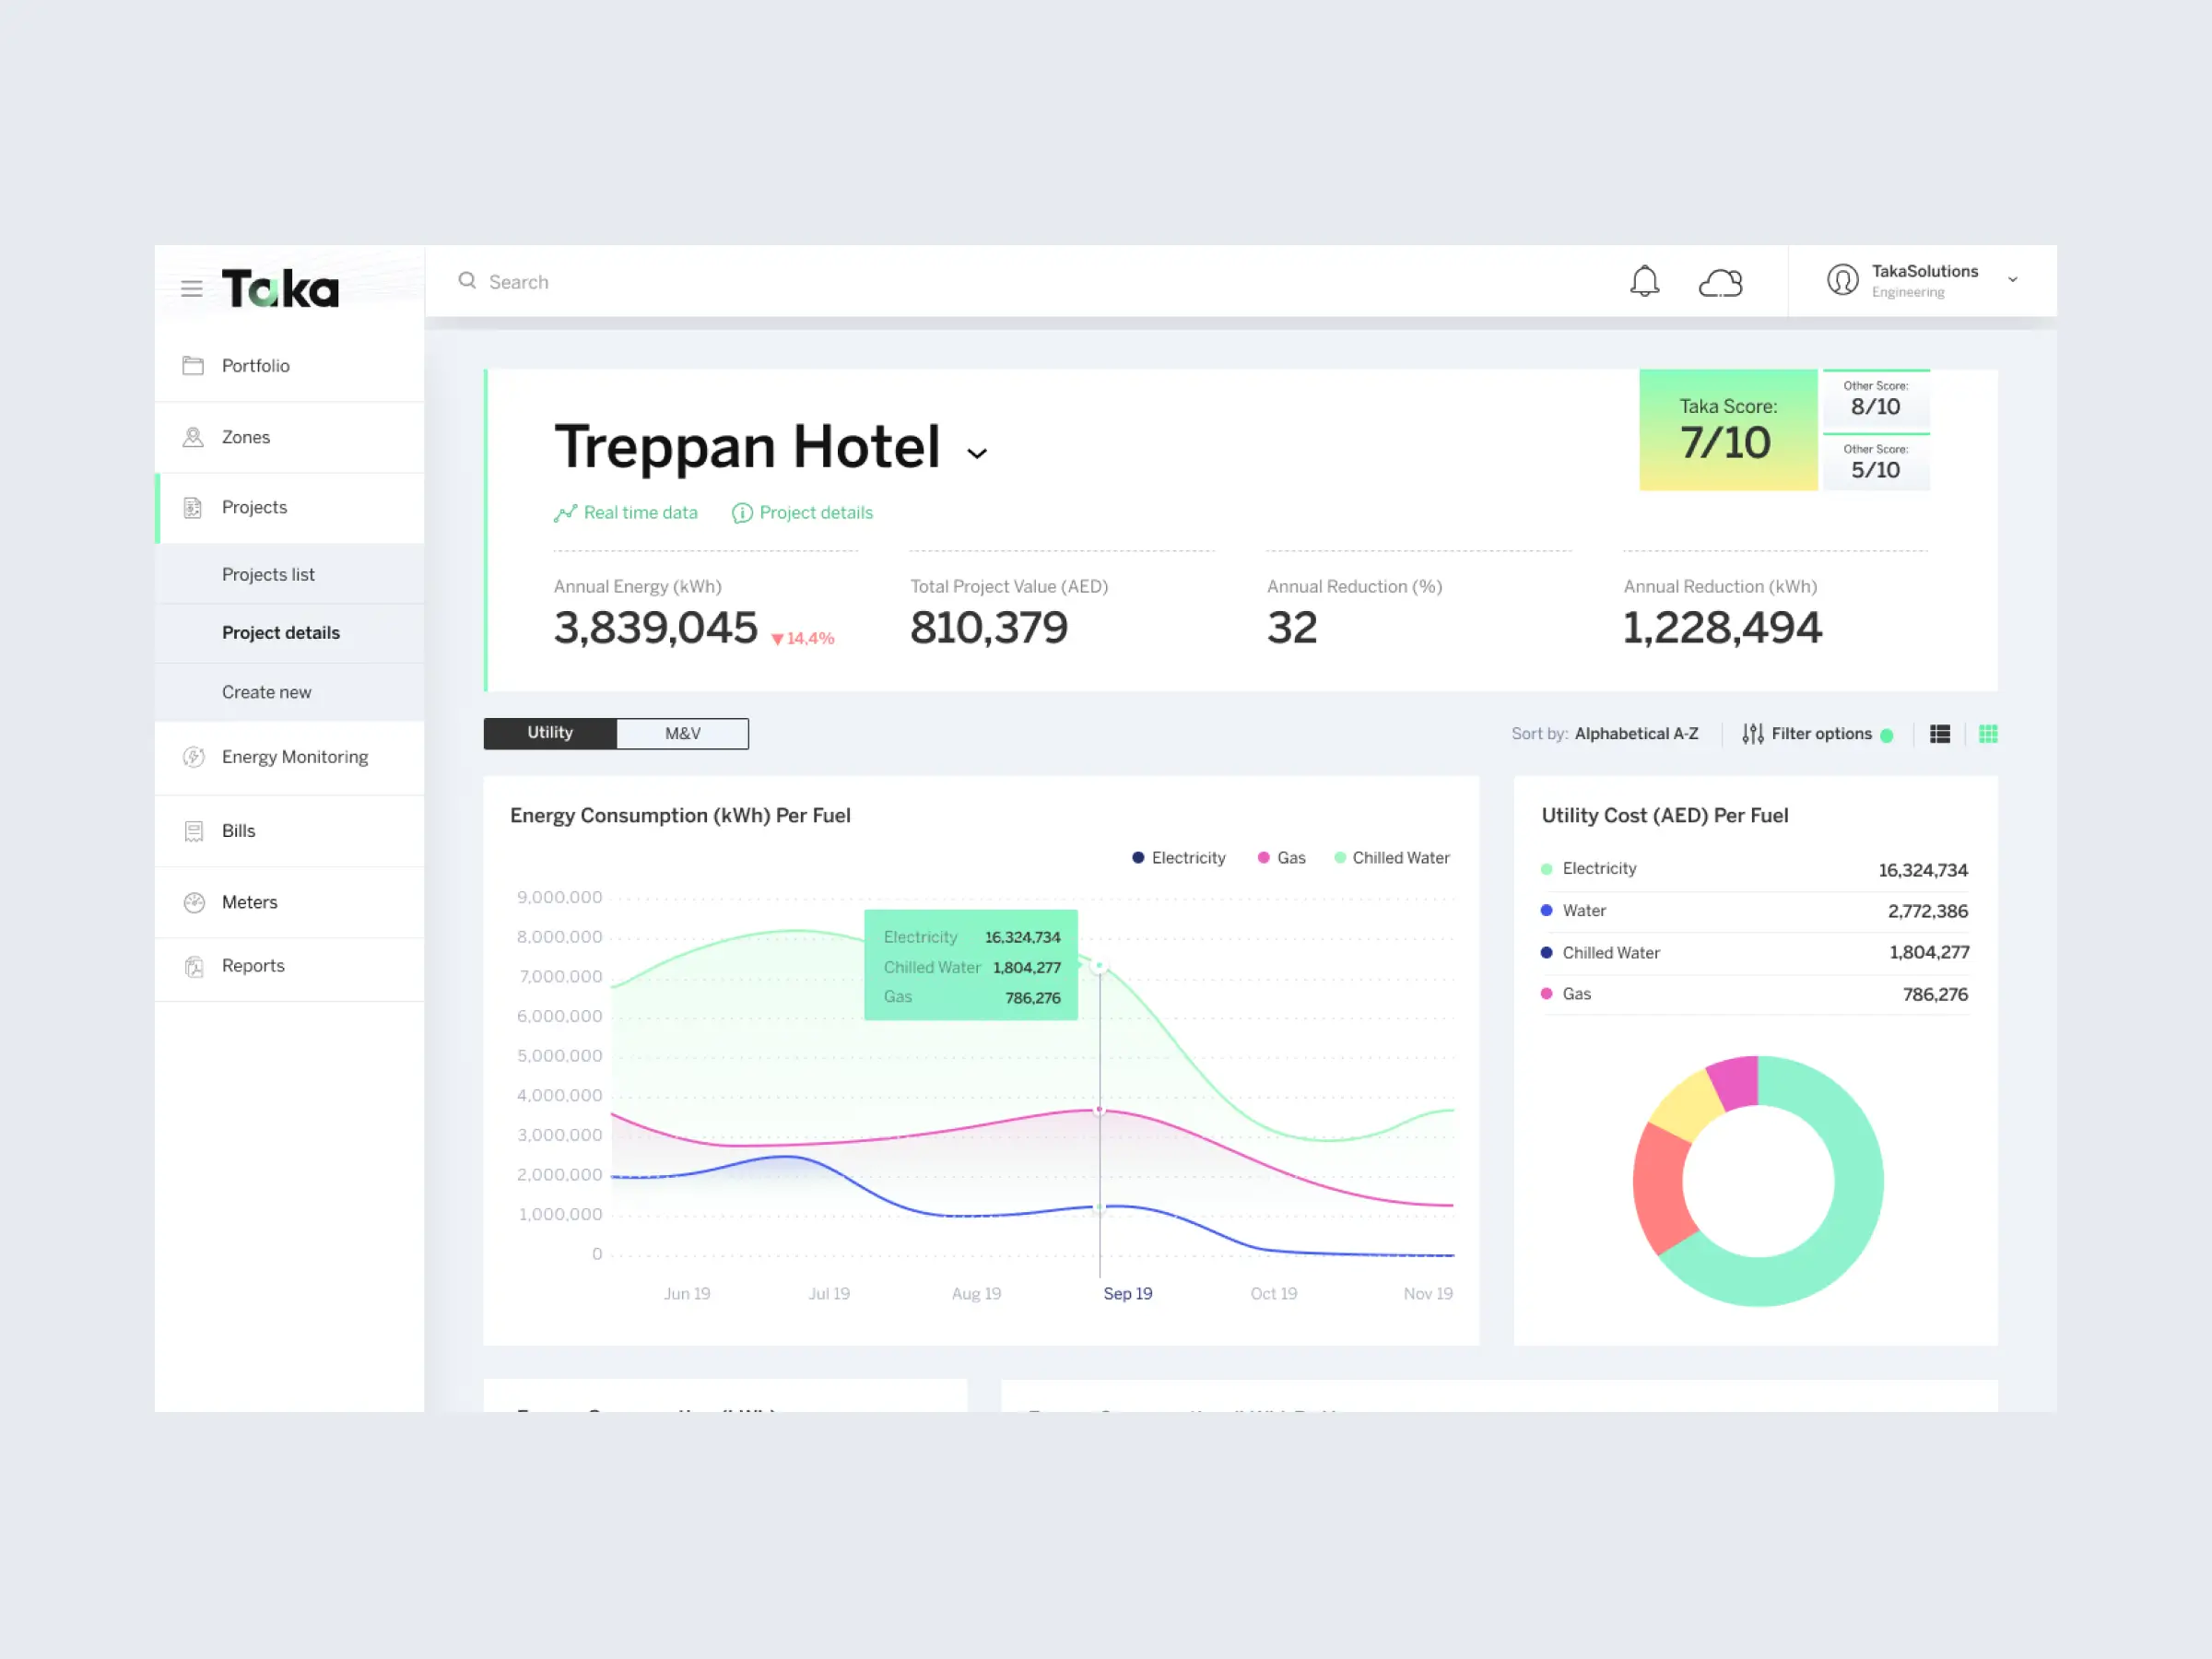 Taka
Search
TakaSolutions
Engineering
Portfolio
Zones
Projects
Projects list
Project details
Create new
Energy Monitoring
Bills
Meters
Reports
Treppan Hotel
Real time data
Project details
Taka Score:
7/10
Other Score:
8/10
Other Score:
5/10
Annual Energy (kWh)
3,839,045 ▼14,4%
Total Project Value (AED)
810,379
Annual Reduction (%)
32
Annual Reduction (kWh)
1,228,494
Utility M&V
Sort by: Alphabetical A-Z
Filter options
Energy Consumption (kWh) Per Fuel
Electricity Gas Chilled Water
9,000,000
8,000,000
7,000,000
6,000,000
5,000,000
4,000,000
3,000,000
2,000,000
1,000,000
0
Electricity 16,324,734
Chilled Water 1,804,277
Gas 786,276
Jun 19 Jul 19 Aug 19 Sep 19 Oct 19 Nov 19
Utility Cost (AED) Per Fuel
Electricity 16,324,734
Water 2,772,386
Chilled Water 1,804,277
Gas 786,276